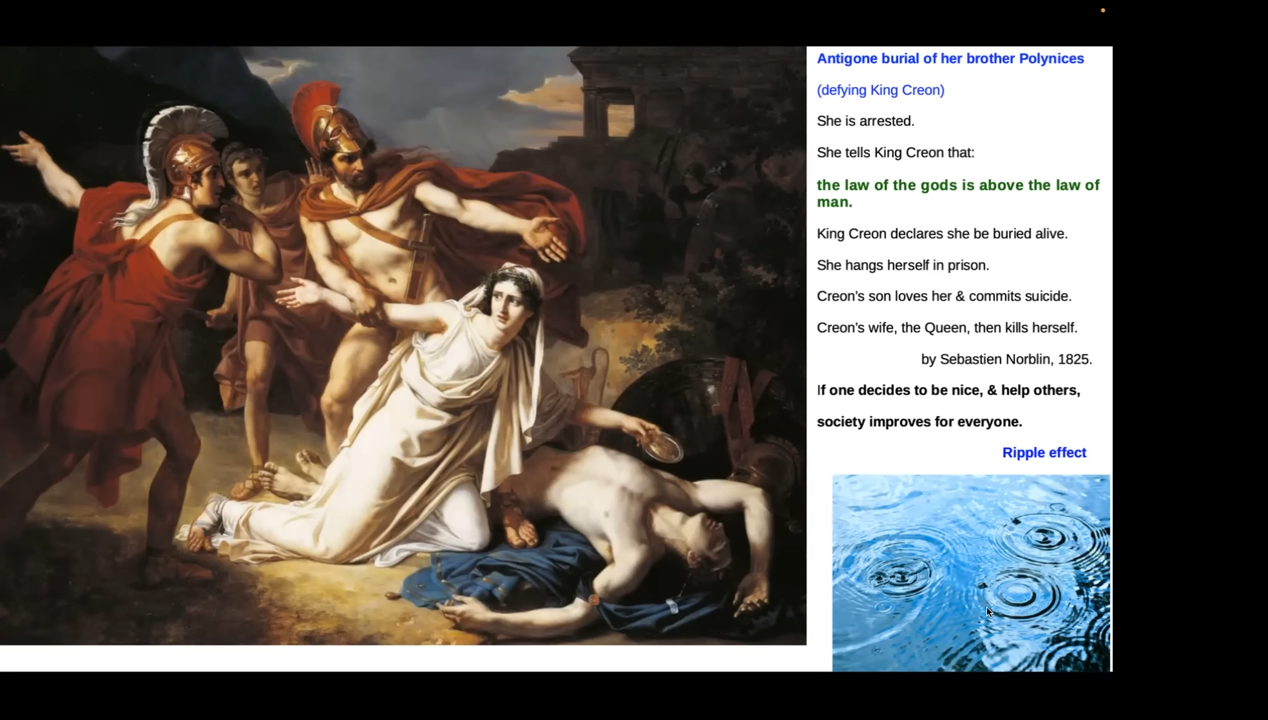 Antigone burial of her brother Polynices
(defying King Creon)
She is arrested.
She tells King Creon that:
the law of the gods is above the law of
man.
King Creon declares she be buried alive.
She hangs herself in prison.
Creon’s son loves her & commits suicide.
Creon’s wife, the Queen, then kills herself.
by Sebastien Norblin, 1825.
If one decides to be nice, & help others,
society improves for everyone.
Ripple effect